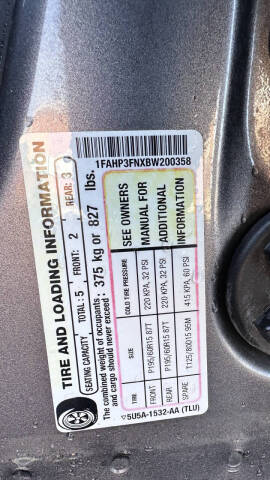 1FAHP3FNXBW200358
TIRE AND LOADING INFORMATION
SEATING CAPACITY TOTAL : 5 FRONT: 2 REAR: 3
The combined weight of occupants : 375 kg or 827 lbs.
and cargo should never exceed :
TIRE COLD TIRE PRESSURE SEE OWNERS
FRONT P195/60R15 87T 220 KPA, 32 PSI MANUAL FOR
REAR P195/60R15 87T 220 KPA, 32 PSI ADDITIONAL
SPARE T125/80D15 95M 415 KPA, 60 PSI INFORMATION
5U5A-1532-AA (TLU)